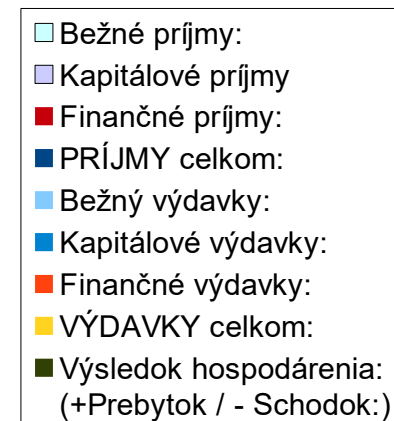 Bežné príjmy:
Kapitálové príjmy
Finančné príjmy:
PRÍJMY celkom:
Bežný výdavky:
Kapitálové výdavky:
Finančné výdavky:
VÝDAVKY celkom:
Výsledok hospodárenia:
(+Prebytok / - Schodok:)